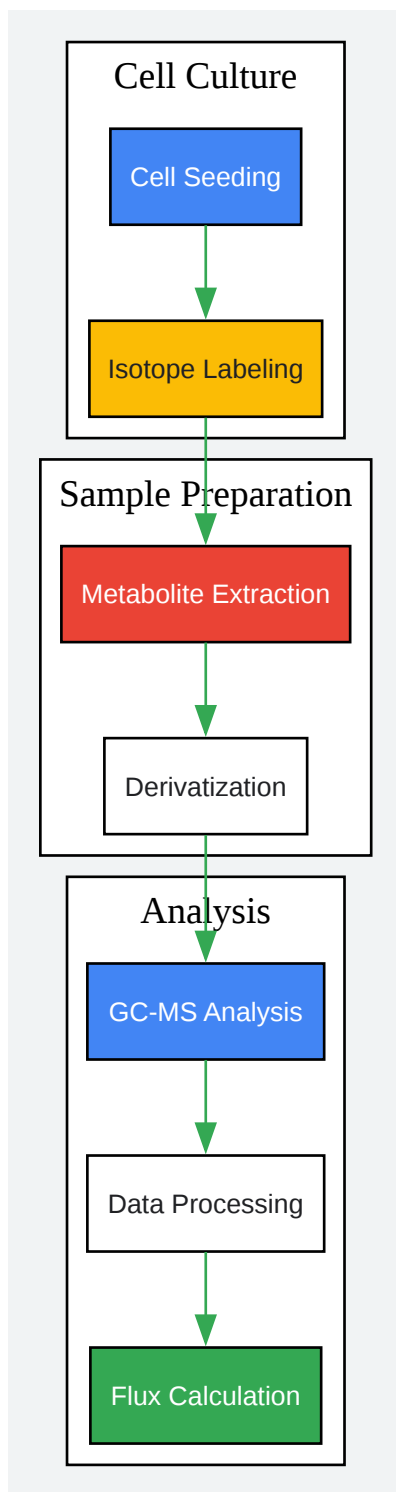 Cell Culture
Cell Seeding
Isotope Labeling
Sample Preparation
Metabolite Extraction
Derivatization
Analysis
GC-MS Analysis
Data Processing
Flux Calculation